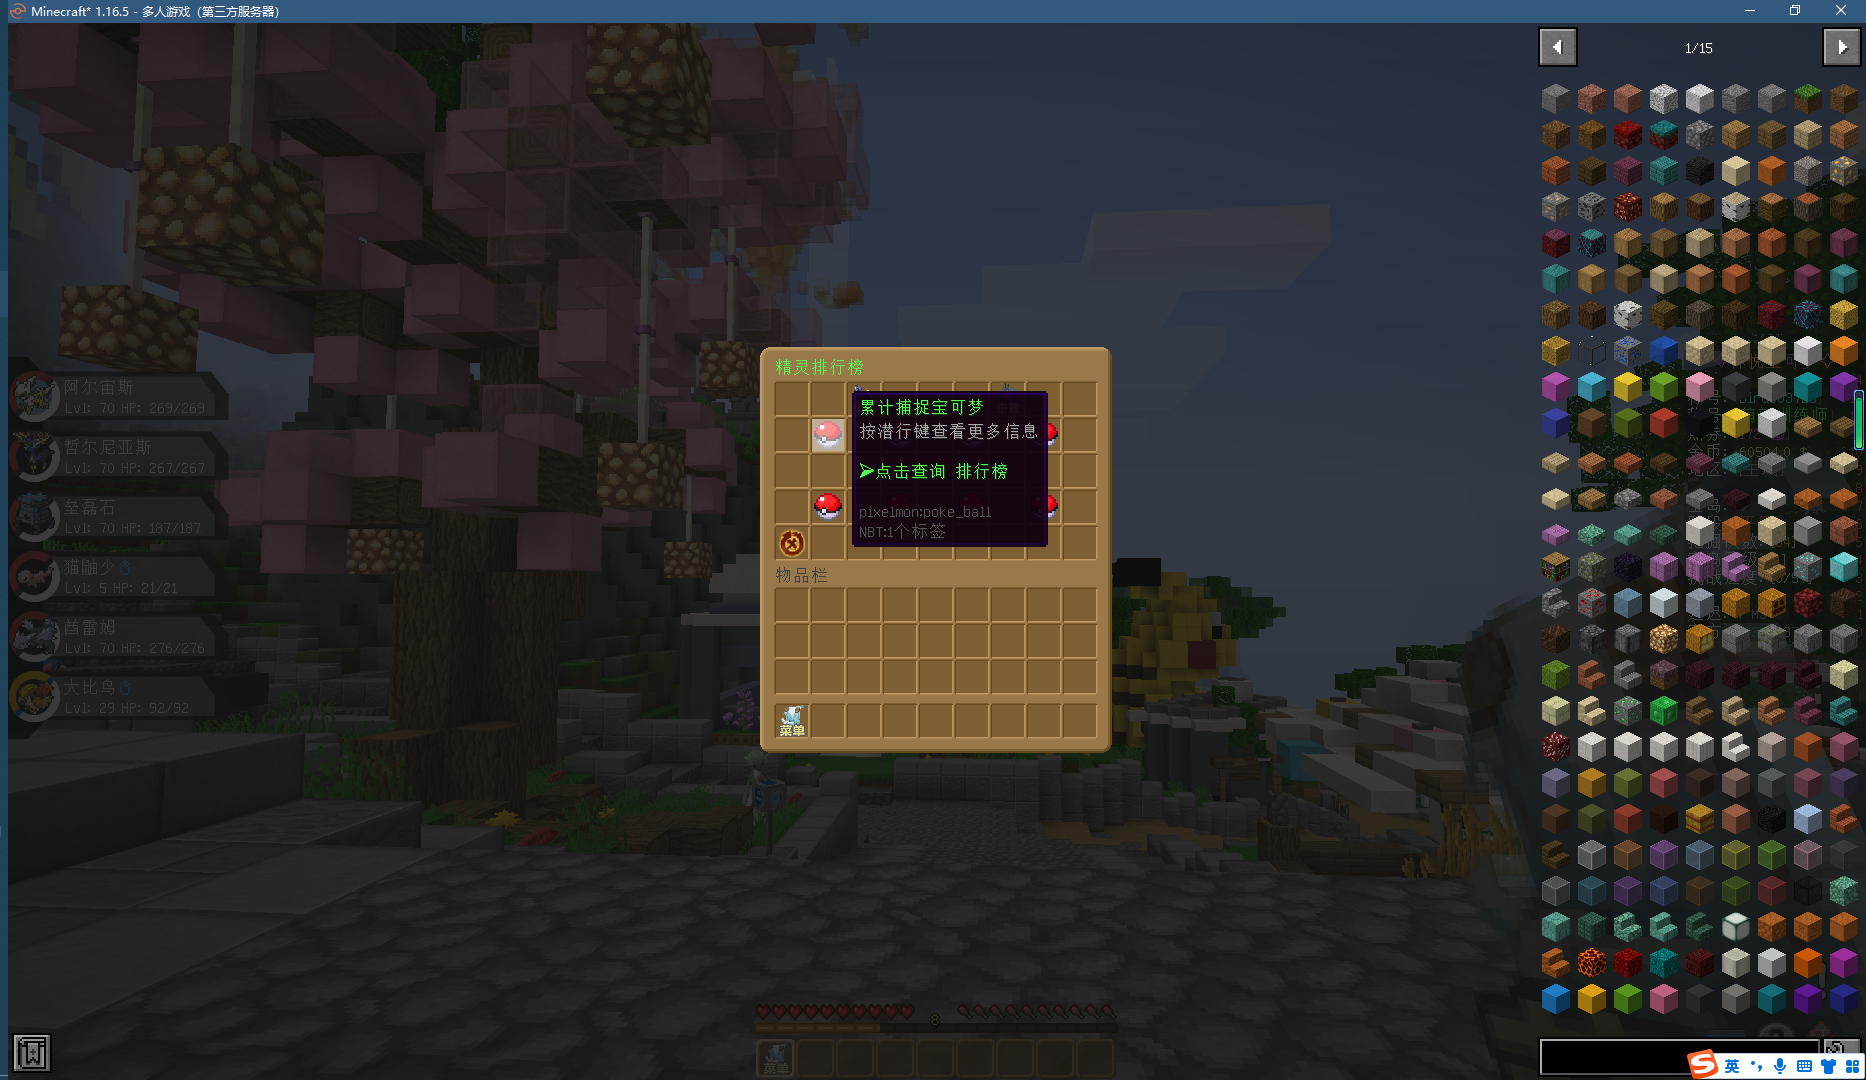 Minecraft* 1.16.5 - 多人游戏（第三方服务器）
1/15
精灵排行榜
累计捕捉宝可梦
按潜行键查看更多信息
➢点击查询 排行榜
pixelmon:poke_ball
NBT:1个标签
物品栏
菜单
阿尔宙斯
Lvl: 70 HP: 269/269
哲尔尼亚斯
Lvl: 70 HP: 267/267
垒磊石
Lvl: 70 HP: 187/187
猫鼬少
Lvl: 5 HP: 21/21
酋雷姆
Lvl: 70 HP: 276/276
大比鸟
Lvl: 29 HP: 92/92
8
菜单
英